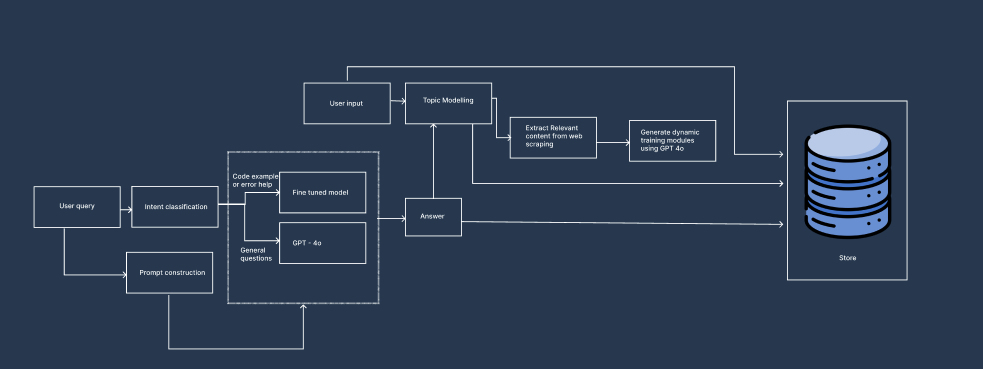 User input
Topic Modelling
Extract Relevant
content from web
scraping
Generate dynamic
training modules
using GPT 4o
Code example
or error help
Fine tuned model
User query
Intent classification
Answer
GPT - 4o
General
questions
Prompt construction
Store